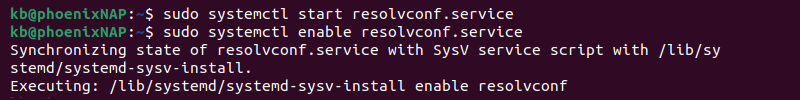 kb@phoenixNAP:~$ sudo systemctl start resolvconf.service
kb@phoenixNAP:~$ sudo systemctl enable resolvconf.service
Synchronizing state of resolvconf.service with SysV service script with /lib/sy
stemd/systemd-sysv-install.
Executing: /lib/systemd/systemd-sysv-install enable resolvconf